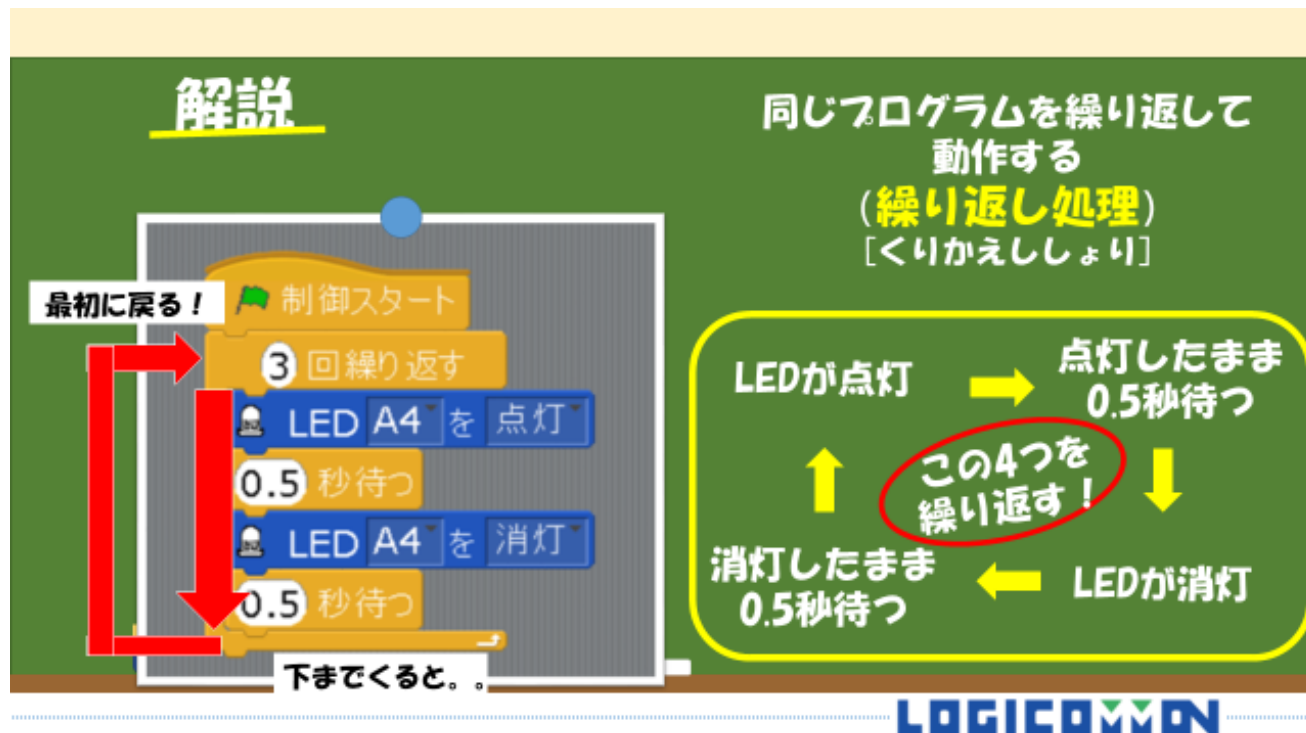 解説
同じプログラムを繰り返して
動作する
(繰り返し処理)
[くりかえししょり]
最初に戻る！
制御スタート
3 回繰り返す
LED A4 を 点灯
0.5 秒待つ
LED A4 を 消灯
0.5 秒待つ
下までくると。。
LEDが点灯
点灯したまま
0.5秒待つ
この4つを
繰り返す！
消灯したまま
0.5秒待つ
LEDが消灯
LOGICOMMON